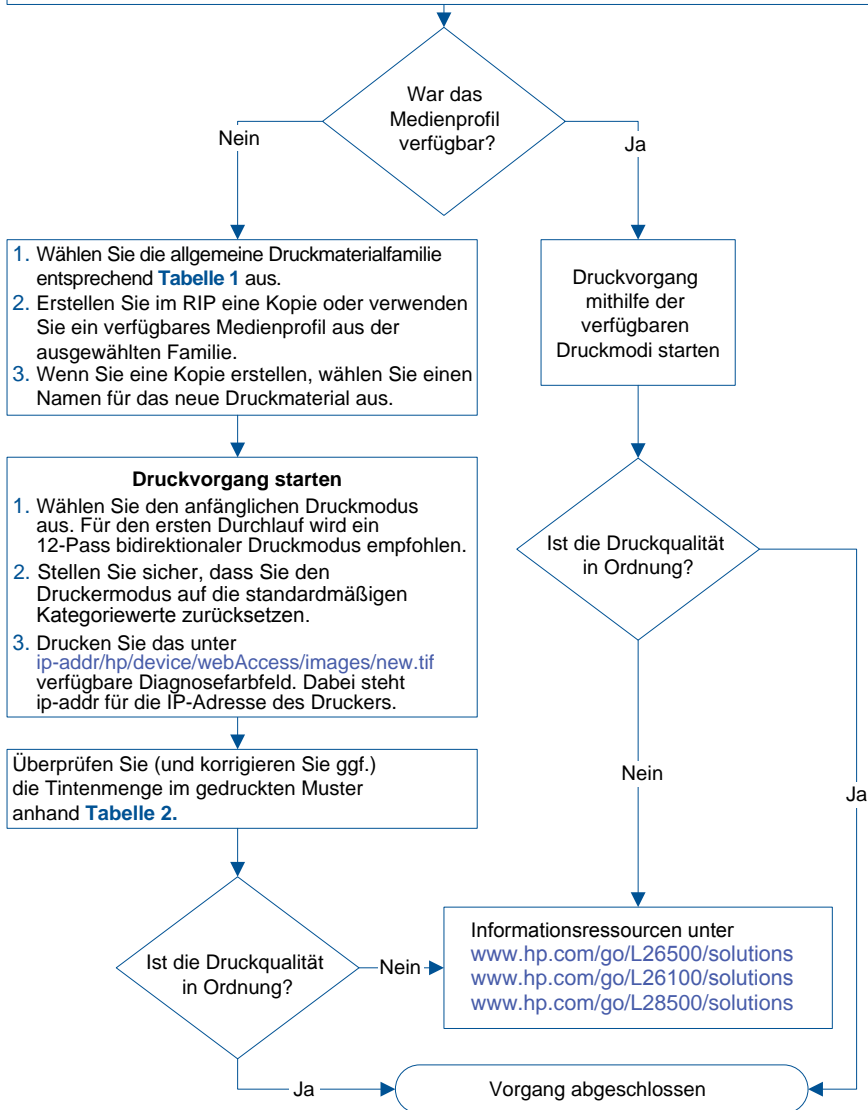 War das
Medienprofil
verfügbar?
Nein
Ja
1. Wählen Sie die allgemeine Druckmaterialfamilie
entsprechend Tabelle 1 aus.
2. Erstellen Sie im RIP eine Kopie oder verwenden
Sie ein verfügbares Medienprofil aus der
ausgewählten Familie.
3. Wenn Sie eine Kopie erstellen, wählen Sie einen
Namen für das neue Druckmaterial aus.
Druckvorgang
mithilfe der
verfügbaren
Druckmodi starten
Druckvorgang starten
1. Wählen Sie den anfänglichen Druckmodus
aus. Für den ersten Durchlauf wird ein
12-Pass bidirektionaler Druckmodus empfohlen.
2. Stellen Sie sicher, dass Sie den
Druckermodus auf die standardmäßigen
Kategoriewerte zurücksetzen.
3. Drucken Sie das unter
ip-addr/hp/device/webAccess/images/new.tif
verfügbare Diagnosefarbfeld. Dabei steht
ip-addr für die IP-Adresse des Druckers.
Ist die Druckqualität
in Ordnung?
Nein
Ja
Überprüfen Sie (und korrigieren Sie ggf.)
die Tintenmenge im gedruckten Muster
anhand Tabelle 2.
Ist die Druckqualität
in Ordnung?
Nein
Informationsressourcen unter
www.hp.com/go/L26500/solutions
www.hp.com/go/L26100/solutions
www.hp.com/go/L28500/solutions
Ja
Vorgang abgeschlossen